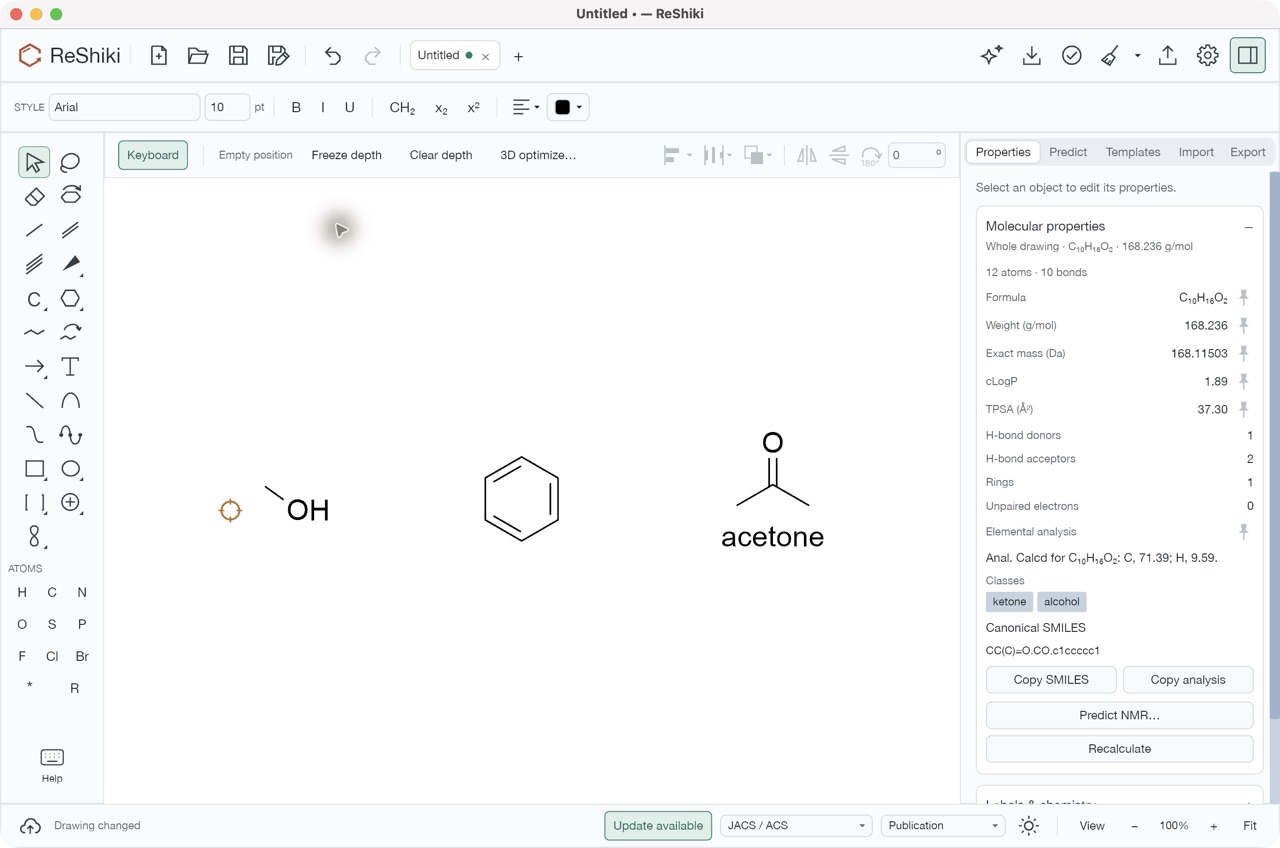 Untitled • — ReShiki
ReShiki
Untitled
STYLE Arial 10 pt B I U CH₂ x₂ x²
Keyboard Empty position Freeze depth Clear depth 3D optimize... 180° 0 °
Properties Predict Templates Import Export
Select an object to edit its properties.
Molecular properties
Whole drawing · C₁₀H₁₆O₂ · 168.236 g/mol
12 atoms · 10 bonds
Formula C₁₀H₁₆O₂
Weight (g/mol) 168.236
Exact mass (Da) 168.11503
cLogP 1.89
TPSA (Å²) 37.30
H-bond donors 1
H-bond acceptors 2
Rings 1
Unpaired electrons 0
Elemental analysis
Anal. Calcd for C₁₀H₁₆O₂: C, 71.39; H, 9.59.
Classes
ketone alcohol
Canonical SMILES
CC(C)=O.CO.c1ccccc1
Copy SMILES Copy analysis
Predict NMR...
Recalculate
C
T
ATOMS
H C N
O S P
F Cl Br
* R
Help
OH
O
acetone
Drawing changed
Update available JACS / ACS Publication View − 100% + Fit